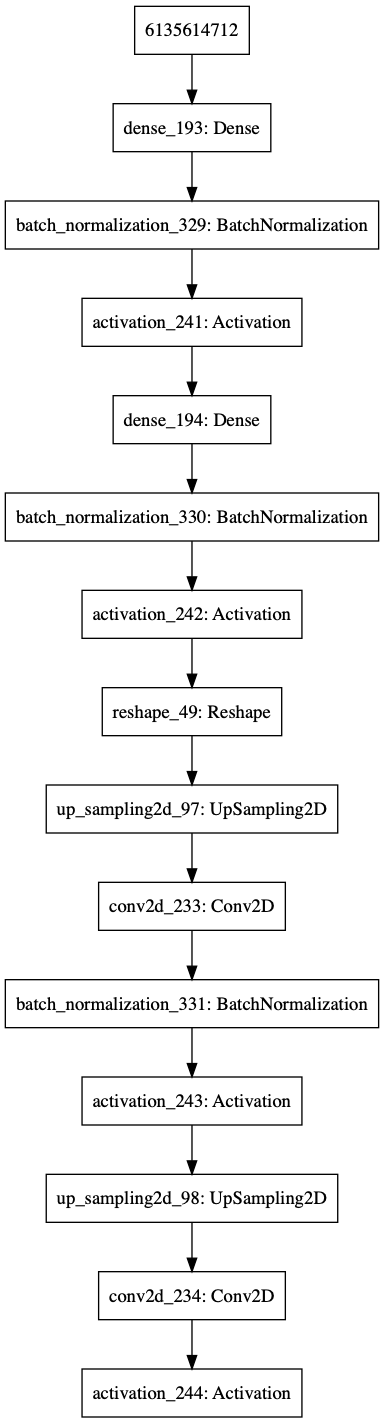 6135614712
dense_193: Dense
batch_normalization_329: BatchNormalization
activation_241: Activation
dense_194: Dense
batch_normalization_330: BatchNormalization
activation_242: Activation
reshape_49: Reshape
up_sampling2d_97: UpSampling2D
conv2d_233: Conv2D
batch_normalization_331: BatchNormalization
activation_243: Activation
up_sampling2d_98: UpSampling2D
conv2d_234: Conv2D
activation_244: Activation